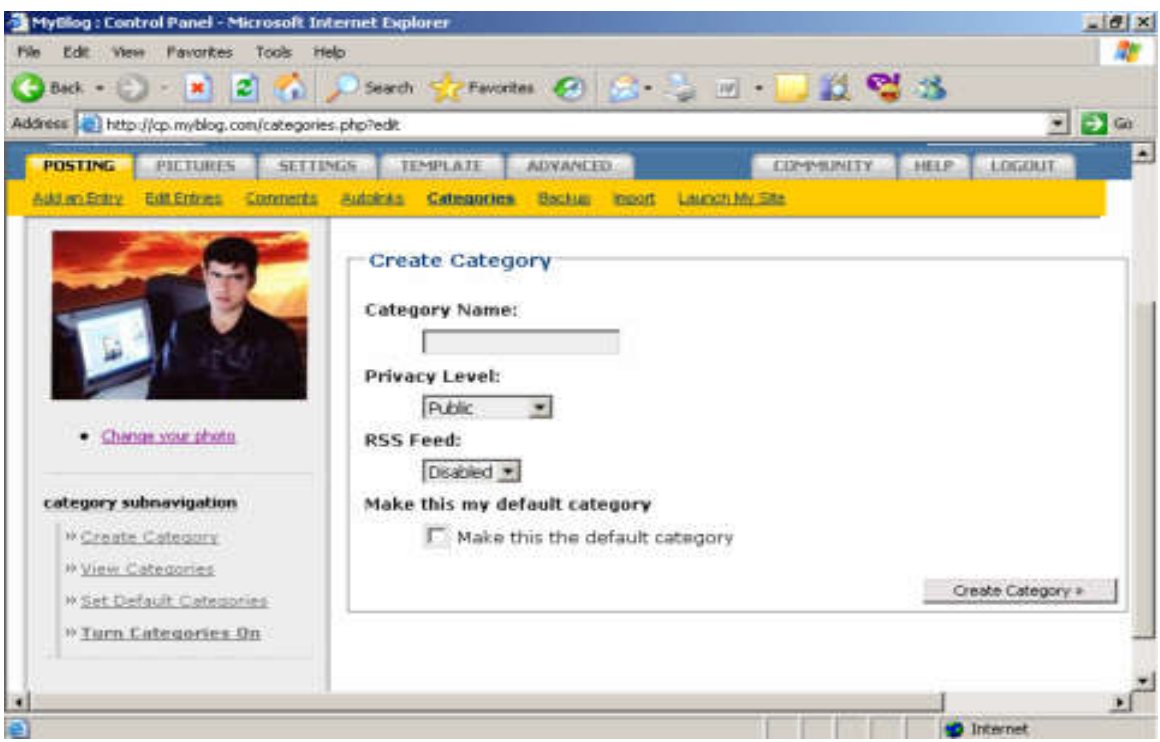 MyBlog : Control Panel - Microsoft Internet Explorer
File Edit View Favorites Tools Help
Back Search Favorites
Address http://cp.myblog.com/categories.php?edit Go
POSTING PICTURES SETTINGS TEMPLATE ADVANCED COMMUNITY HELP LOGOUT
Add an Entry Edit Entries Comments Autolinks Categories Backup Import Launch My Site
Create Category
Category Name:
Privacy Level:
Public
RSS Feed:
Disabled
Make this my default category
Make this the default category
Create Category »
• Change your photo
category subnavigation
» Create Category
» View Categories
» Set Default Categories
» Turn Categories On
Internet